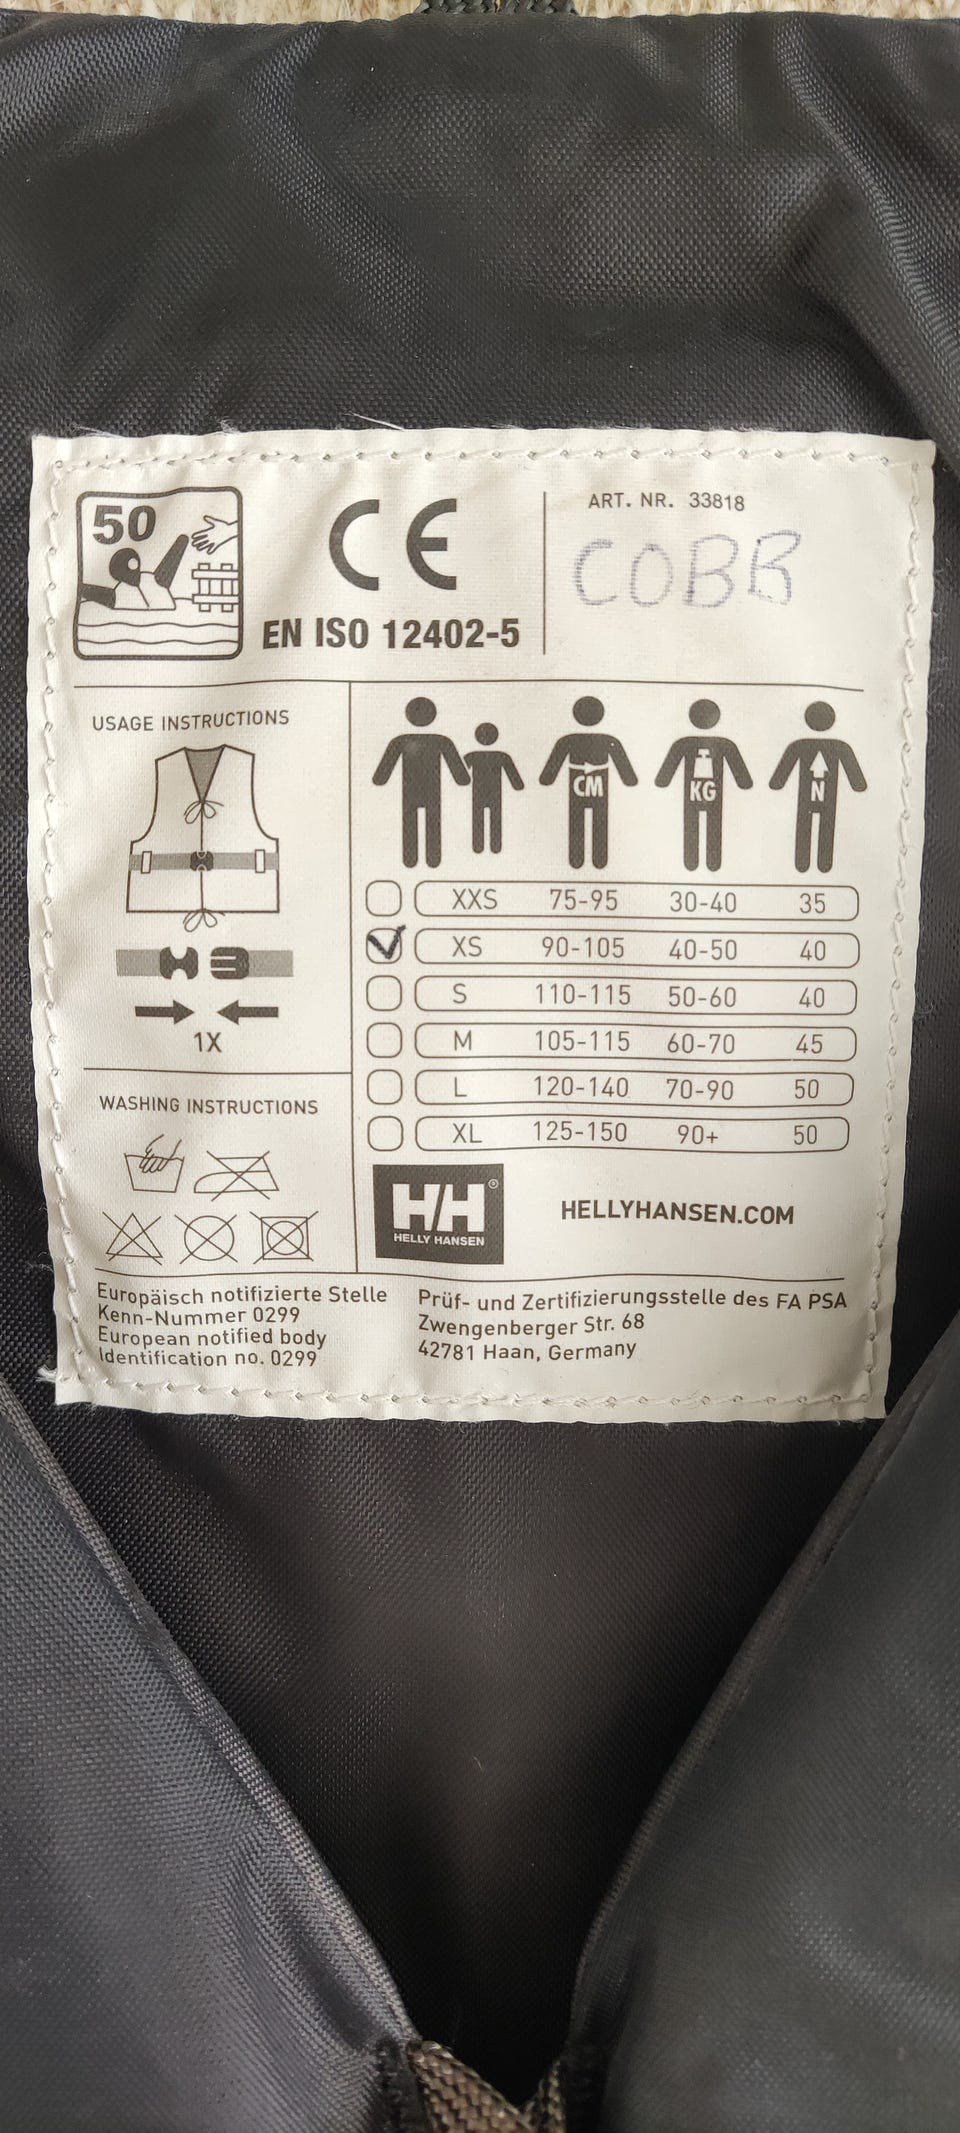 50
CE
EN ISO 12402-5
ART. NR. 33818
COBB
USAGE INSTRUCTIONS
1X
WASHING INSTRUCTIONS
CM KG N
XXS 75-95 30-40 35
XS 90-105 40-50 40
S 110-115 50-60 40
M 105-115 60-70 45
L 120-140 70-90 50
XL 125-150 90+ 50
H/H®
HELLY HANSEN
HELLYHANSEN.COM
Europäisch notifizierte Stelle
Kenn-Nummer 0299
European notified body
Identification no. 0299
Prüf- und Zertifizierungsstelle des FA PSA
Zwengenberger Str. 68
42781 Haan, Germany